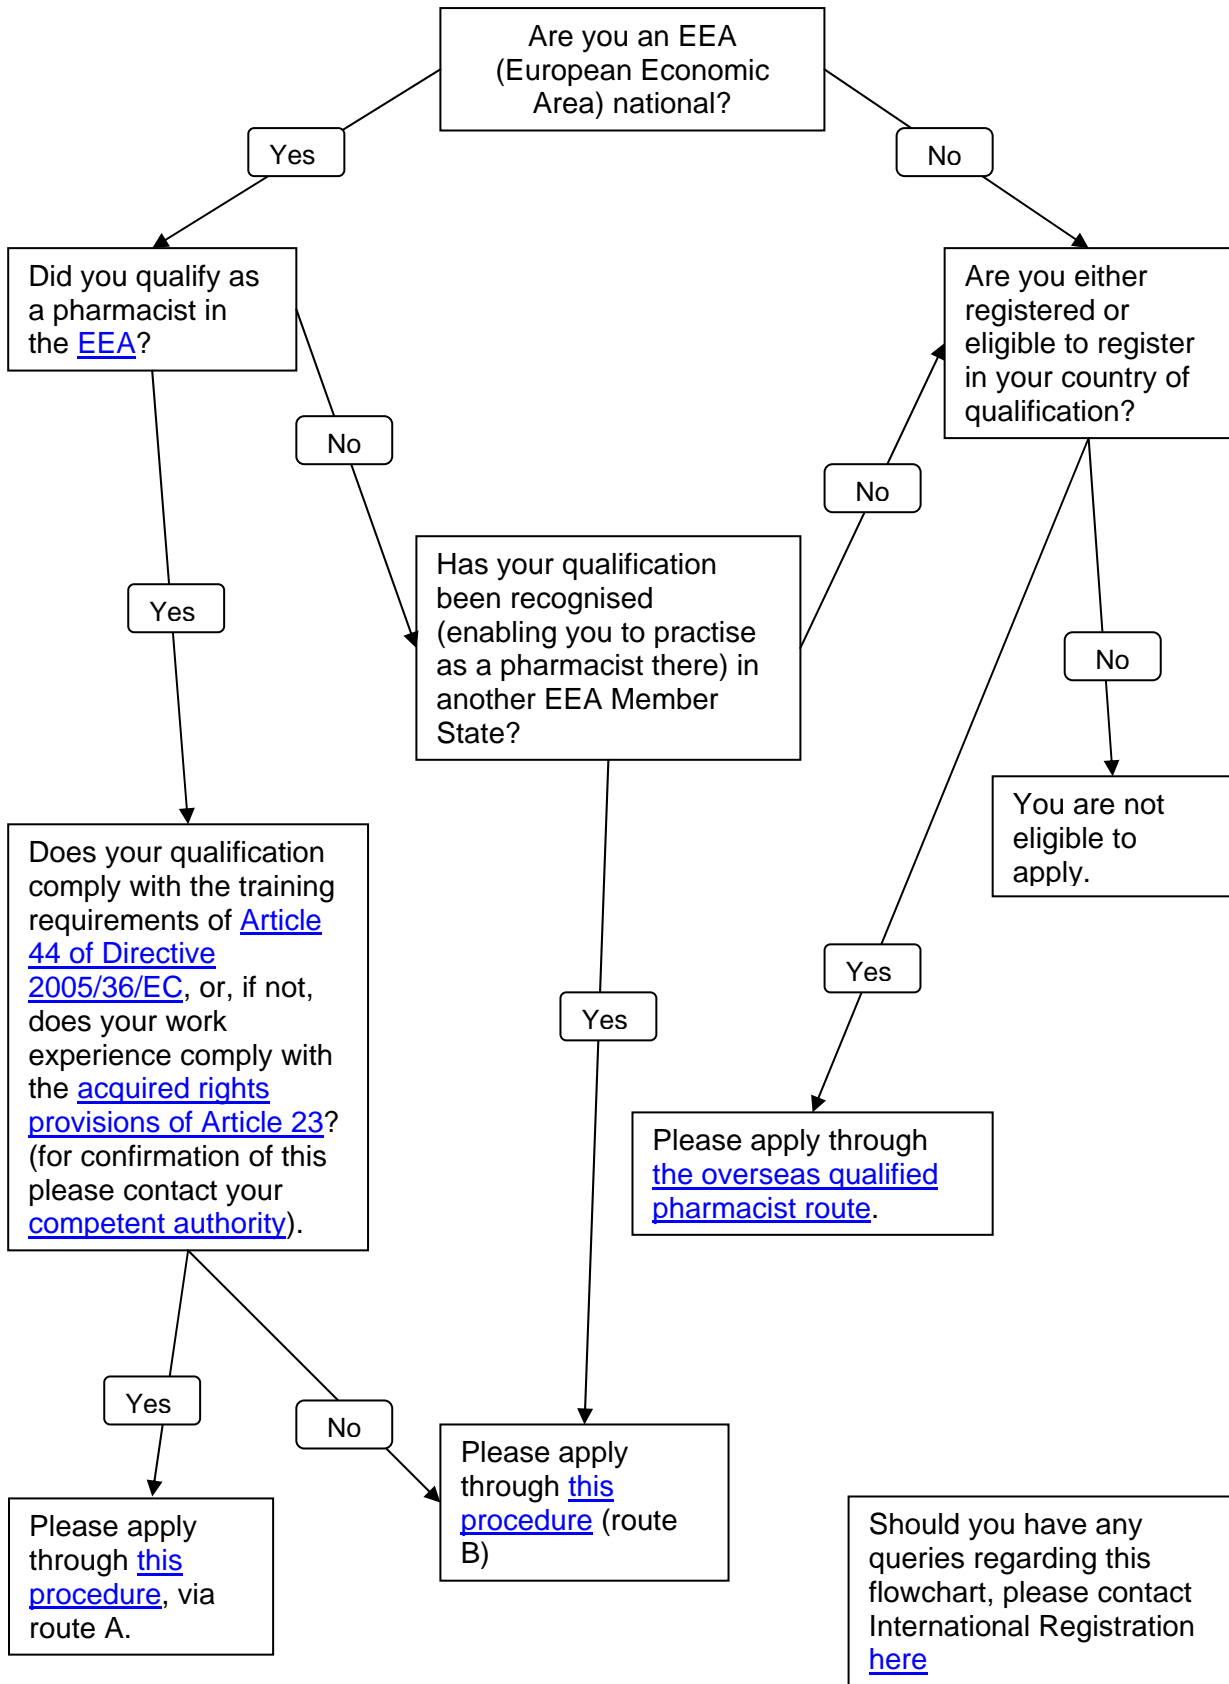 Are you an EEA
(European Economic
Area) national?
Yes
No
Did you qualify as
a pharmacist in
the EEA?
Are you either
registered or
eligible to register
in your country of
qualification?
No
No
Has your qualification
been recognised
(enabling you to practise
as a pharmacist there) in
another EEA Member
State?
Yes
No
You are not
eligible to
apply.
Does your qualification
comply with the training
requirements of Article
44 of Directive
2005/36/EC, or, if not,
does your work
experience comply with
the acquired rights
provisions of Article 23?
(for confirmation of this
please contact your
competent authority).
Yes
Yes
Please apply through
the overseas qualified
pharmacist route.
Yes
No
Please apply
through this
procedure (route
B)
Please apply
through this
procedure, via
route A.
Should you have any
queries regarding this
flowchart, please contact
International Registration
here